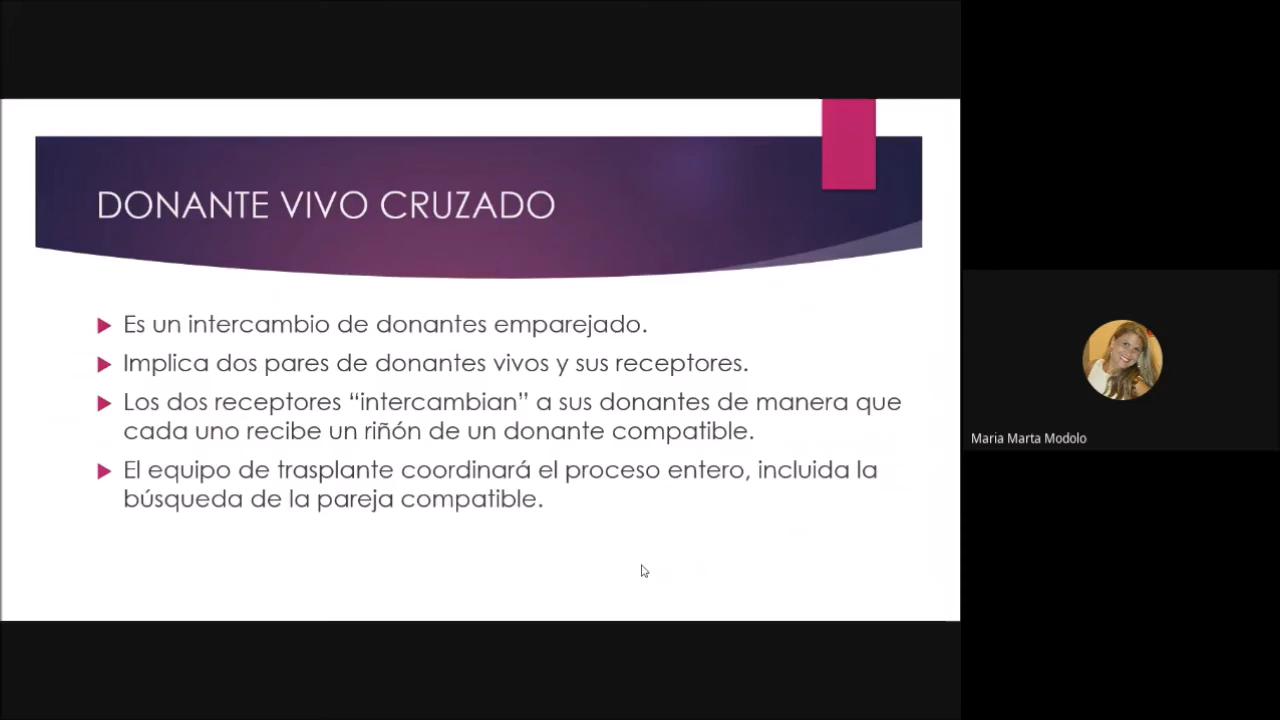 DONANTE VIVO CRUZADO
Es un intercambio de donantes emparejado.
Implica dos pares de donantes vivos y sus receptores.
Los dos receptores “intercambian” a sus donantes de manera que
cada uno recibe un riñón de un donante compatible.
El equipo de trasplante coordinará el proceso entero, incluida la
búsqueda de la pareja compatible.
Maria Marta Modolo